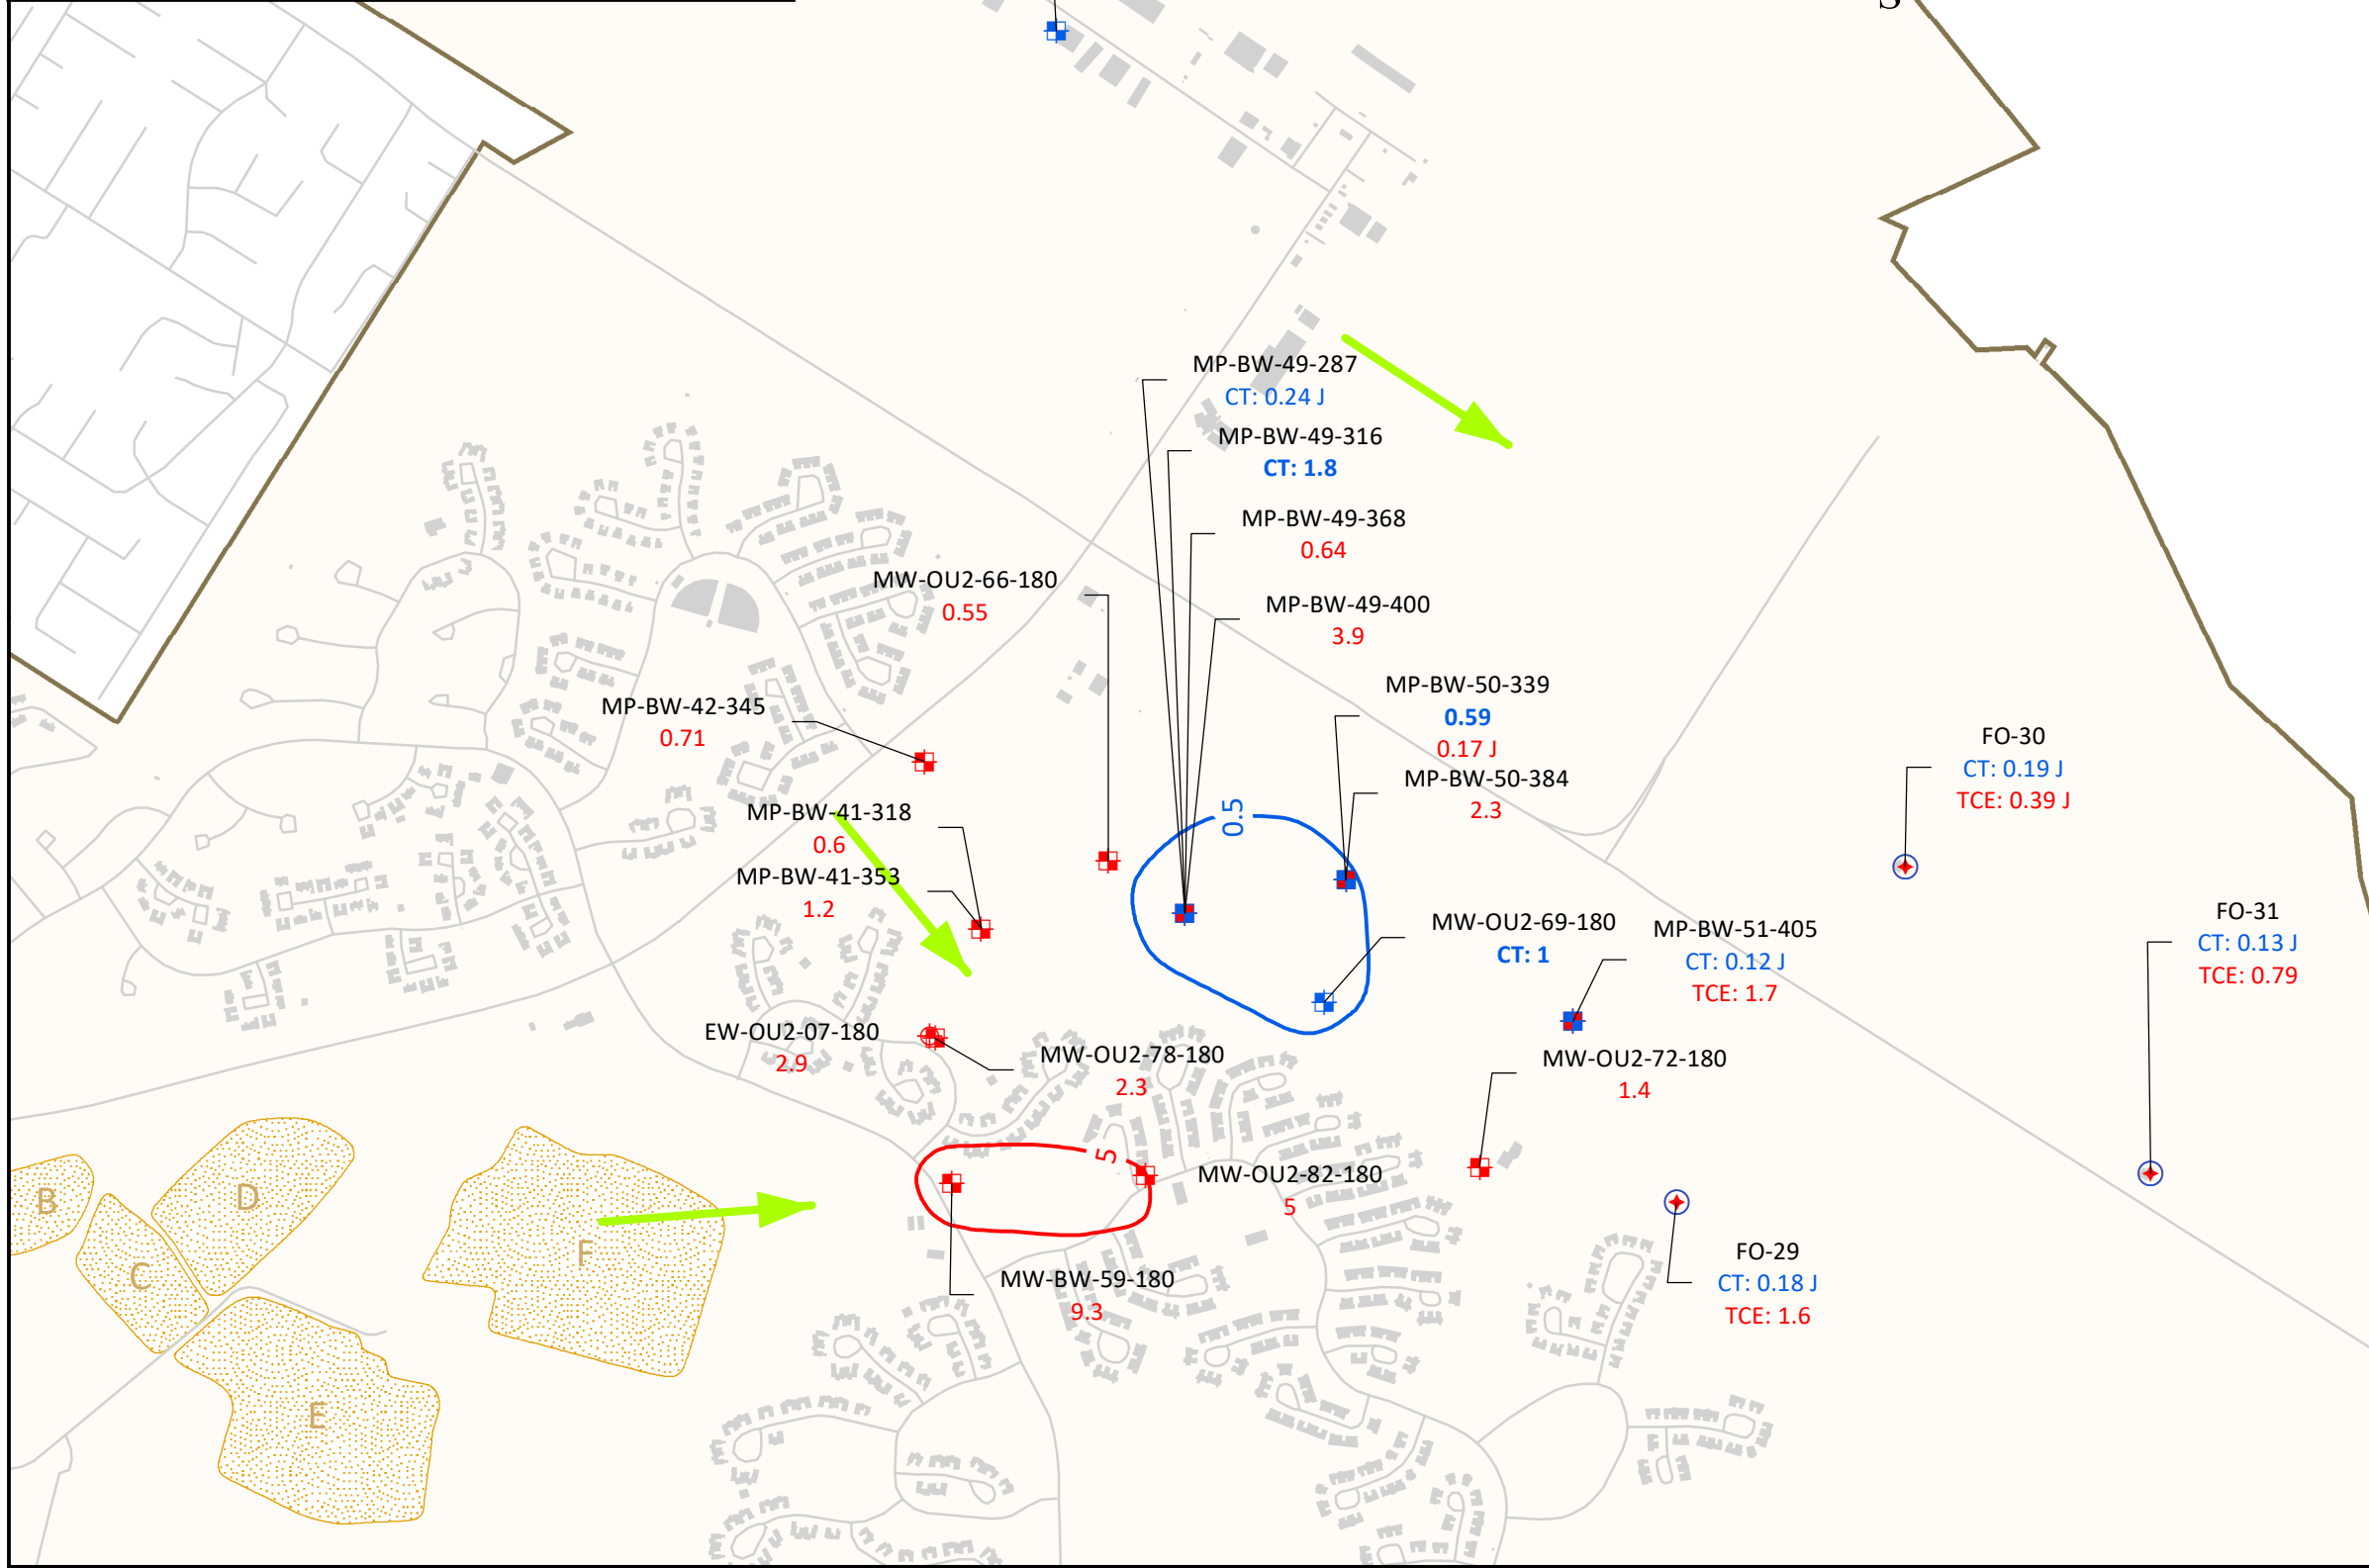 S
MP-BW-49-287
CT: 0.24 J
MP-BW-49-316
CT: 1.8
MP-BW-49-368
0.64
MW-OU2-66-180
0.55
MP-BW-49-400
3.9
MP-BW-50-339
0.59
0.17 J
MP-BW-42-345
0.71
MP-BW-50-384
2.3
FO-30
CT: 0.19 J
TCE: 0.39 J
MP-BW-41-318
0.6
0.5
MP-BW-41-353
1.2
MW-OU2-69-180
CT: 1
MP-BW-51-405
CT: 0.12 J
TCE: 1.7
FO-31
CT: 0.13 J
TCE: 0.79
EW-OU2-07-180
2.9
MW-OU2-78-180
2.3
MW-OU2-72-180
1.4
5
MW-OU2-82-180
5
B
D
C
F
E
MW-BW-59-180
9.3
FO-29
CT: 0.18 J
TCE: 1.6